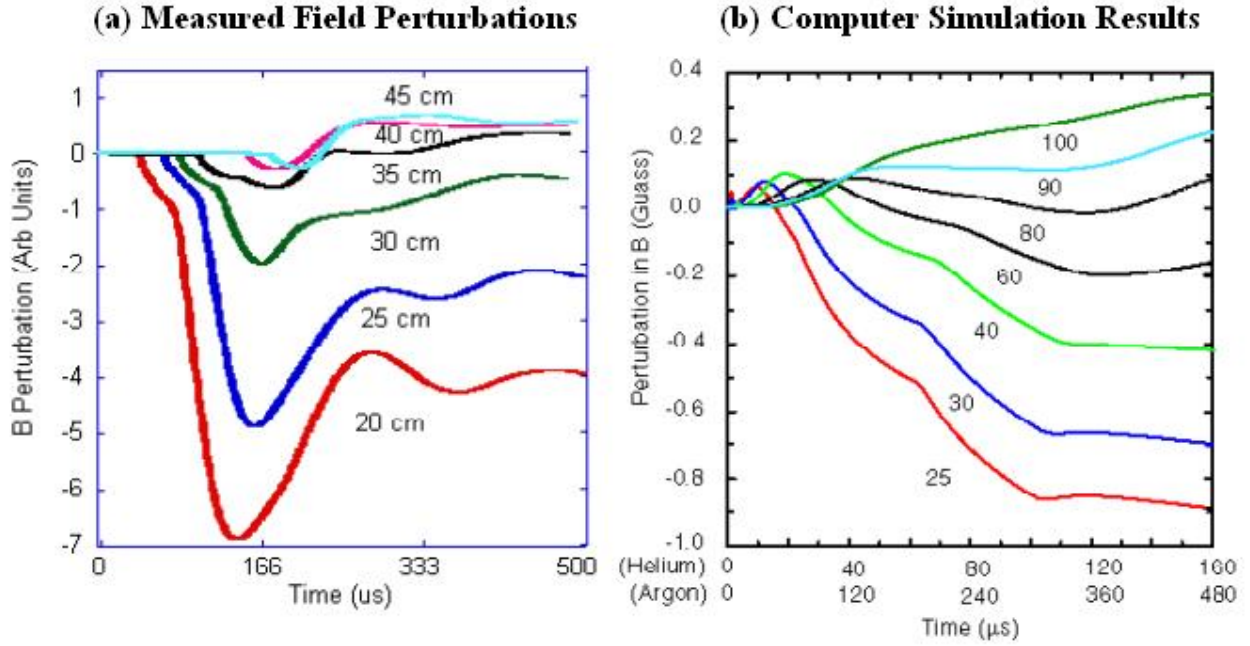 (a) Measured Field Perturbations
1
0
-1
-2
-3
-4
-5
-6
-7
B Perturbation (Arb Units)
45 cm
40 cm
35 cm
30 cm
25 cm
20 cm
0 166 333 500
Time (us)
(b) Computer Simulation Results
0.4
0.2
0.0
-0.2
-0.4
-0.6
-0.8
-1.0
Perturbation in B (Guass)
100
90
80
60
40
30
25
(Helium) 0 40 80 120 160
(Argon) 0 120 240 360 480
Time (μs)